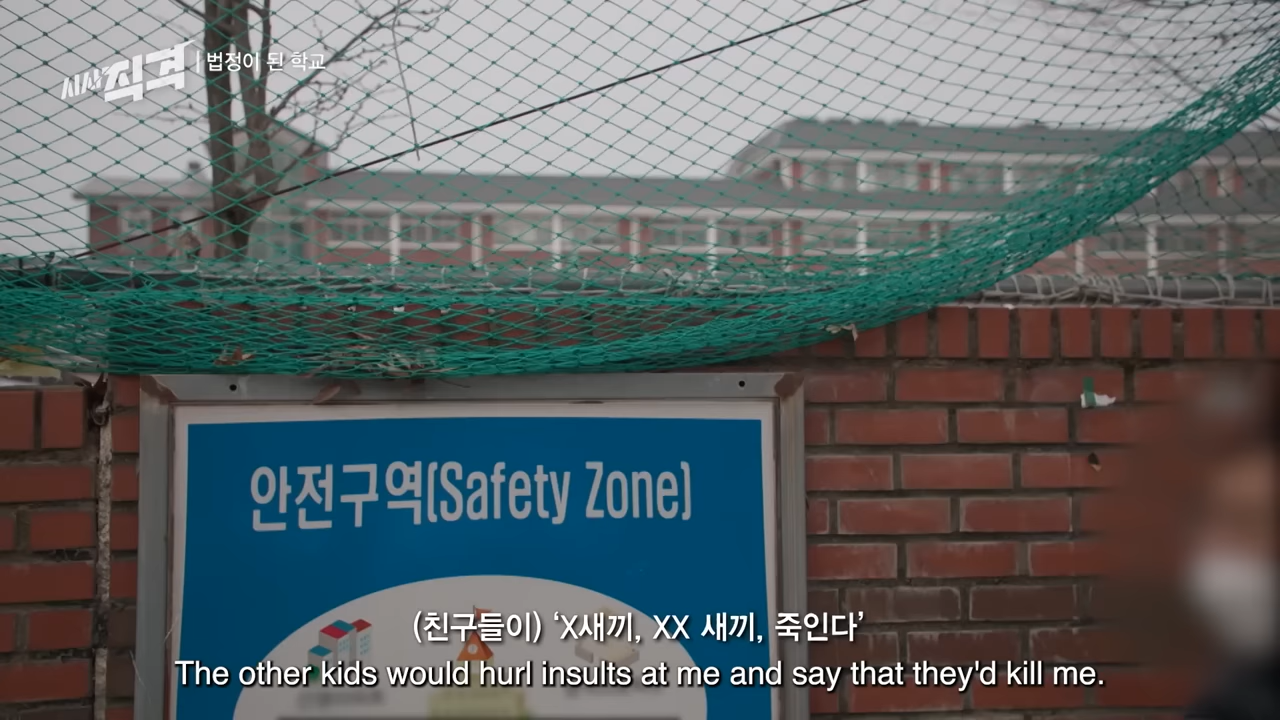 시사직격 | 법정이 된 학교
안전구역(Safety Zone)
(친구들이) ‘X새끼, XX 새끼, 죽인다’
The other kids would hurl insults at me and say that they'd kill me.